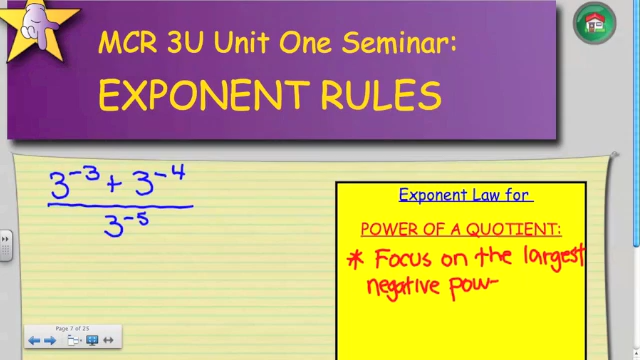 MCR 3U Unit One Seminar:
EXPONENT RULES
3⁻³ + 3⁻⁴
3⁻⁵
Exponent Law for
POWER OF A QUOTIENT:
* Focus on the largest
negative pow
Page 7 of 25